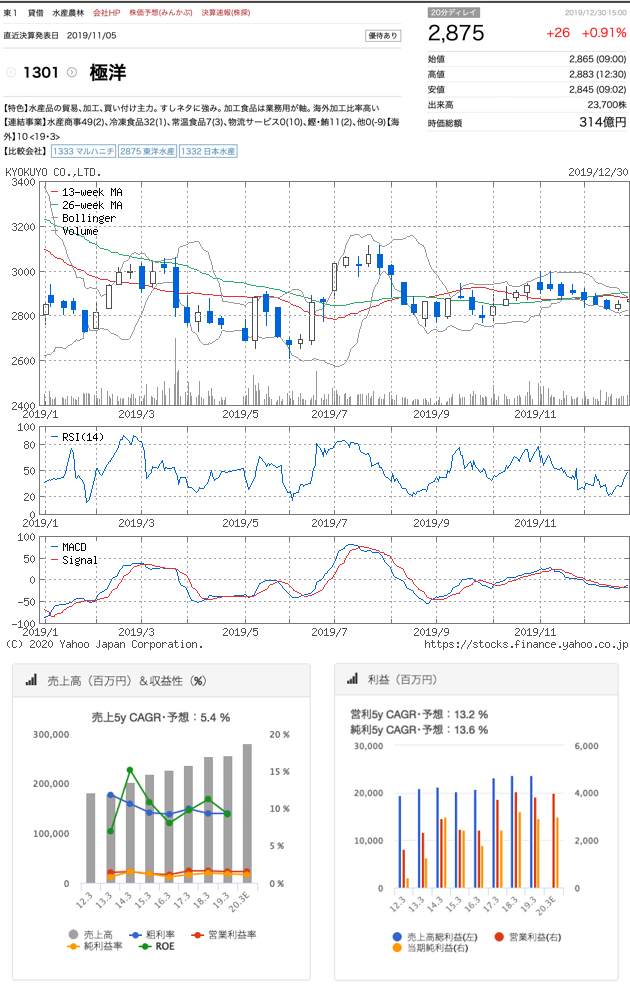 東1 貸借 水産農林 会社HP 株価予想(みんかぶ) 決算速報(株探)
直近決算発表日 2019/11/05
優待あり
1301 極洋
【特色】水産品の貿易、加工、買い付け主力。すしネタに強み。加工食品は業務用が軸。海外加工比率高い
【連結事業】水産商事49(2)、冷凍食品32(1)、常温食品7(3)、物流サービス0(10)、鰹・鮪11(2)、他0(-9)【海
外】10 <19・3>
【比較会社】 1333 マルハニチ 2875 東洋水産 1332 日本水産
20分ディレイ
2019/12/30 15:00
2,875 +26 +0.91%
始値 2,865 (09:00)
高値 2,883 (12:30)
安値 2,845 (09:02)
出来高 23,700株
時価総額 314億円
KYOKUYO CO.,LTD. 2019/12/30
3400
3200
3000
2800
2600
2400
13-week MA
26-week MA
Bollinger
Volume
2019/1 2019/3 2019/5 2019/7 2019/9 2019/11
100
80
50
20
0
RSI(14)
2019/1 2019/3 2019/5 2019/7 2019/9 2019/11
100
50
0
-50
-100
MACD
Signal
2019/1 2019/3 2019/5 2019/7 2019/9 2019/11
(C) 2020 Yahoo Japan Corporation. https://stocks.finance.yahoo.co.jp
売上高（百万円）＆収益性（%）
売上5y CAGR・予想：5.4 %
300,000
200,000
100,000
0
20 %
15 %
10 %
5 %
0 %
12.3 13.3 14.3 15.3 16.3 17.3 18.3 19.3 20.3E
売上高 粗利率 営業利益率
純利益率 ROE
利益（百万円）
営利5y CAGR・予想：13.2 %
純利5y CAGR・予想：13.6 %
30,000
20,000
10,000
0
6,000
4,000
2,000
0
12.3 13.3 14.3 15.3 16.3 17.3 18.3 19.3 20.3E
売上高総利益(左) 営業利益(右)
当期純利益(右)